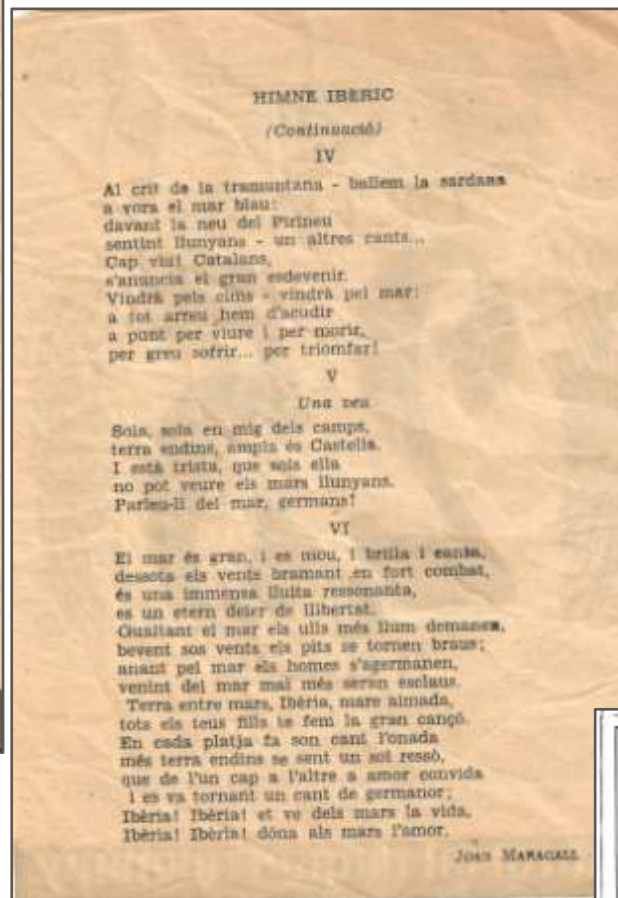 HIMNE IBERIC
(Continuació)
IV
Al crit de la tramuntana - ballem la sardana
a vora el mar blau:
davant la neu del Pirineu
sentint llunyans - un altres cants...
Cap viu! Catalans,
s'anuncia el gran esdevenir.
Vindrà pels cims - vindrà pel mar:
a tot arreu hem d'acudir
a punt per viure i per morir,
per greu sofrir... per triomfar!
V
Una veu
Sola, sola en mig dels camps,
terra endins, ampla és Castella.
I està trista, que sols ella
no pot veure els mars llunyans.
Parleu-li del mar, germans!
VI
El mar és gran, i es mou, i brilla i canta,
dessota els vents bramant en fort combat,
és una immensa lluita ressonanta,
es un etern deler de llibertat.
Guaitant el mar els ulls més llum demanen,
bevent sos vents els pits se tornen braus;
anant pel mar els homes s'agermanen,
venint del mar mai més seran esclaus.
Terra entre mars, Ibèria, mare aimada,
tots els teus fills te fem la gran cançó.
En cada platja fa son cant l'onada
més terra endins se sent un sol ressò,
que de l'un cap a l'altre a amor convida
i es va tornant un cant de germanor;
Ibèria! Ibèria! et ve dels mars la vida,
Ibèria! Ibèria! dóna als mars l'amor.
JOAN MARAGALL